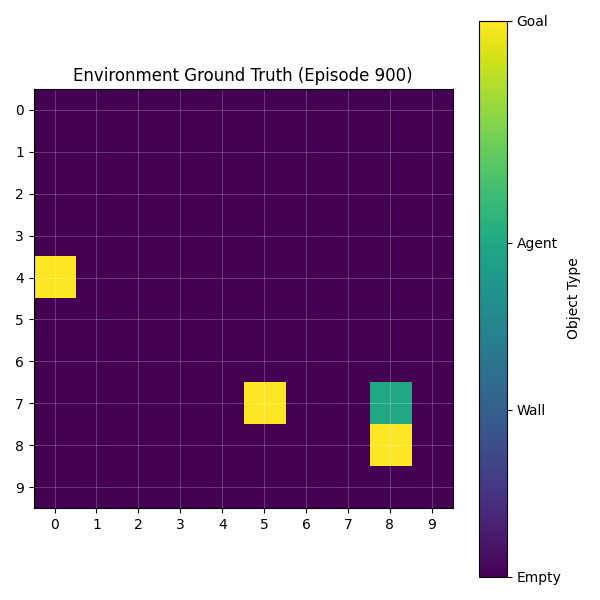 Environment Ground Truth (Episode 900)
Goal
Agent
Wall
Empty
Object Type
0
1
2
3
4
5
6
7
8
9
0 1 2 3 4 5 6 7 8 9